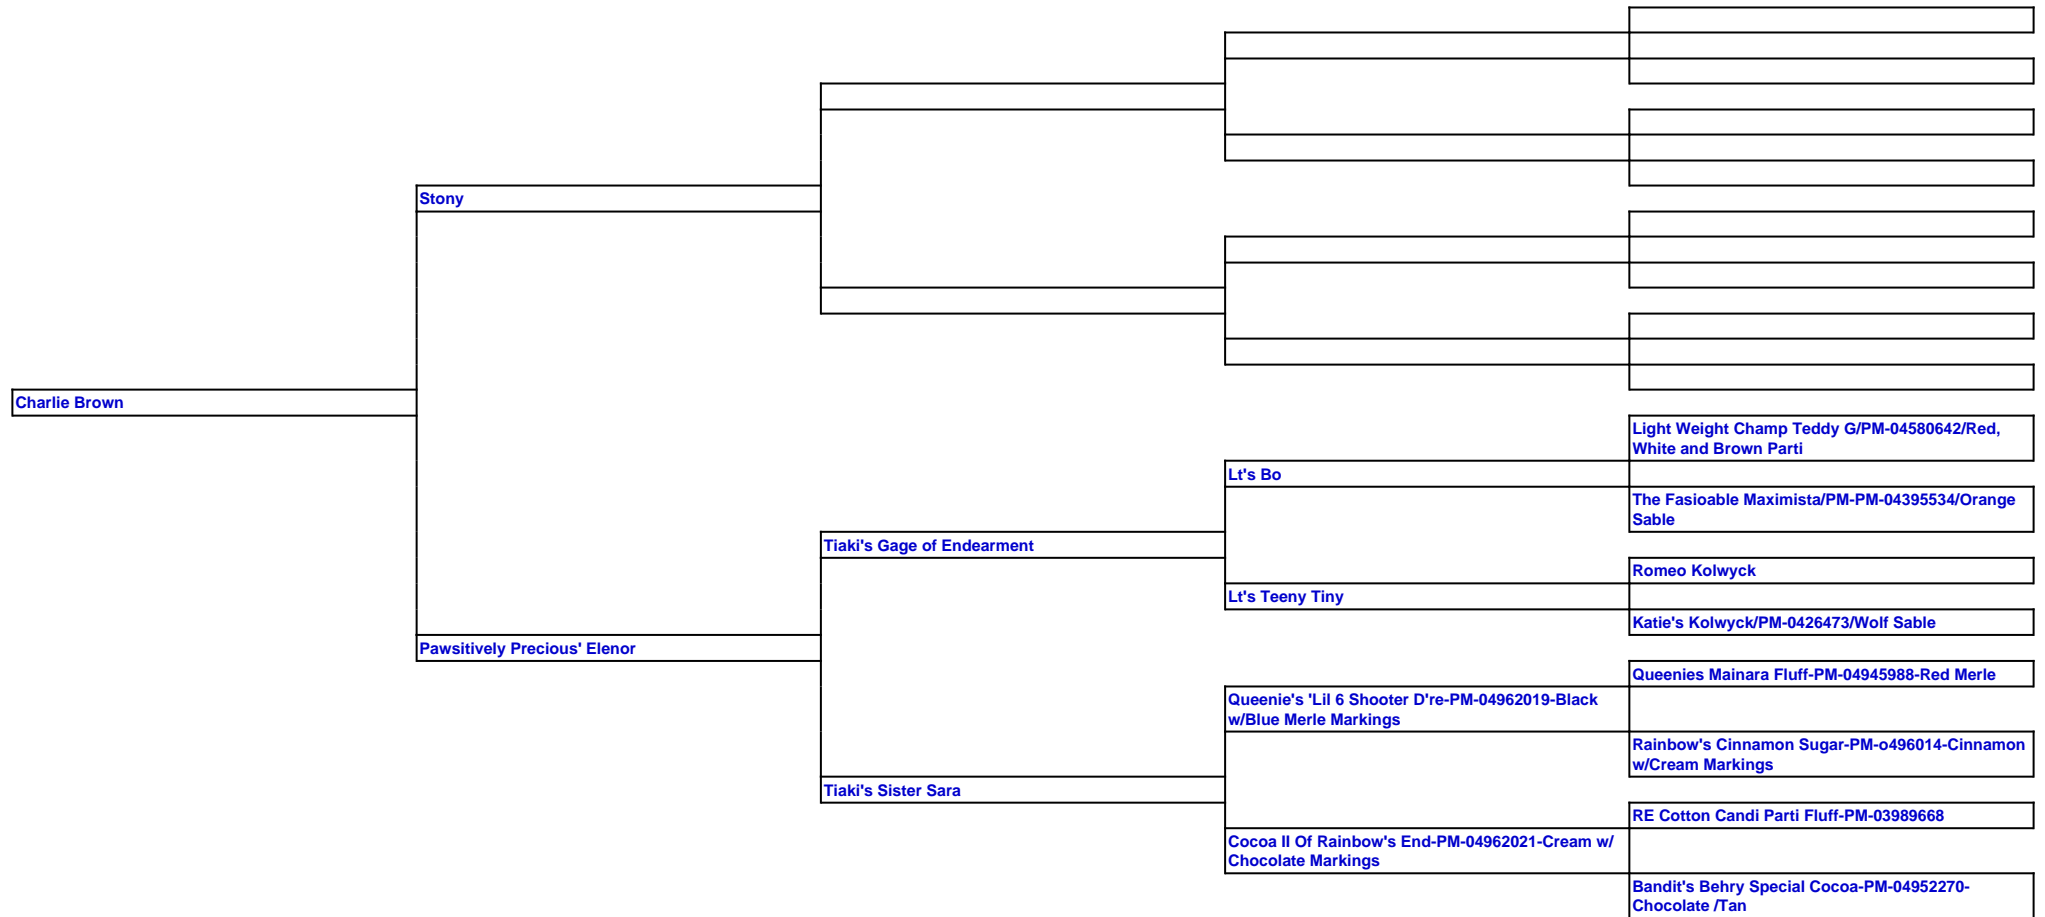 Stony
Charlie Brown
Light Weight Champ Teddy G/PM-04580642/Red,
White and Brown Parti
Lt's Bo
The Fasioable Maximista/PM-PM-04395534/Orange
Sable
Tiaki's Gage of Endearment
Romeo Kolwyck
Lt's Teeny Tiny
Katie's Kolwyck/PM-0426473/Wolf Sable
Pawsitively Precious' Elenor
Queenies Mainara Fluff-PM-04945988-Red Merle
Queenie's 'Lil 6 Shooter D're-PM-04962019-Black
w/Blue Merle Markings
Rainbow's Cinnamon Sugar-PM-o496014-Cinnamon
w/Cream Markings
Tiaki's Sister Sara
RE Cotton Candi Parti Fluff-PM-03989668
Cocoa II Of Rainbow's End-PM-04962021-Cream w/
Chocolate Markings
Bandit's Behry Special Cocoa-PM-04952270-
Chocolate /Tan